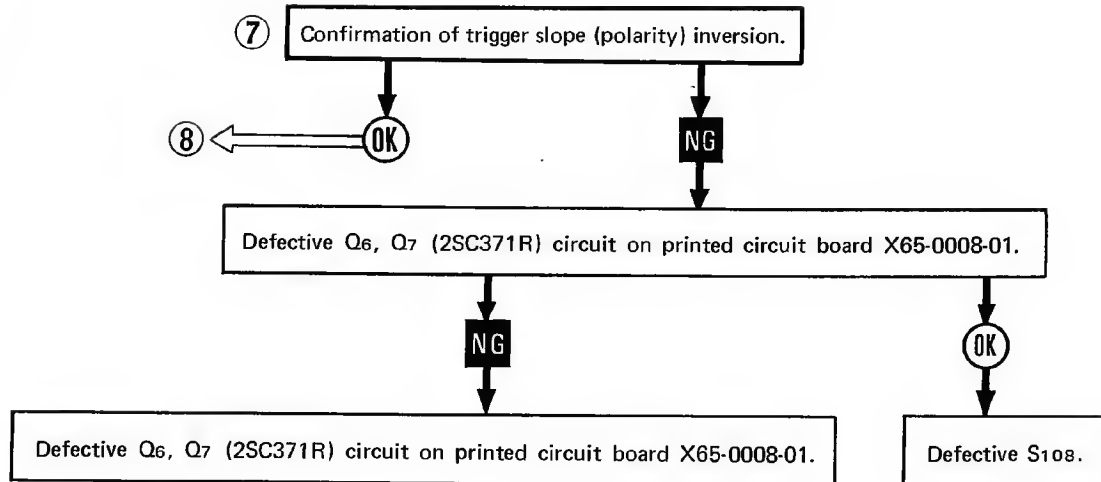 ⑦ Confirmation of trigger slope (polarity) inversion.
⑧ OK NG
Defective Q6, Q7 (2SC371R) circuit on printed circuit board X65-0008-01.
NG OK
Defective Q6, Q7 (2SC371R) circuit on printed circuit board X65-0008-01.
Defective S108.